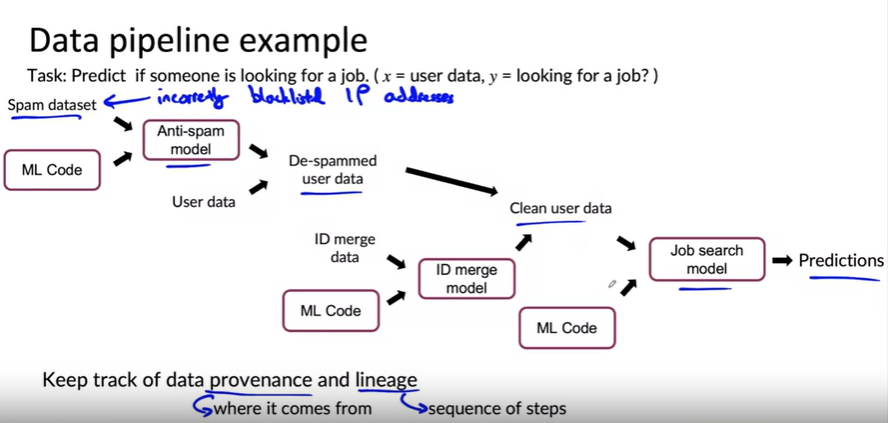 Data pipeline example
Task: Predict if someone is looking for a job. ( x = user data, y = looking for a job? )
Spam dataset
incorrectly blacklisted IP addresses
Anti-spam
model
ML Code
De-spammed
user data
User data
Clean user data
ID merge
data
ID merge
model
Job search
model
Predictions
ML Code
ML Code
Keep track of data provenance and lineage
where it comes from
sequence of steps